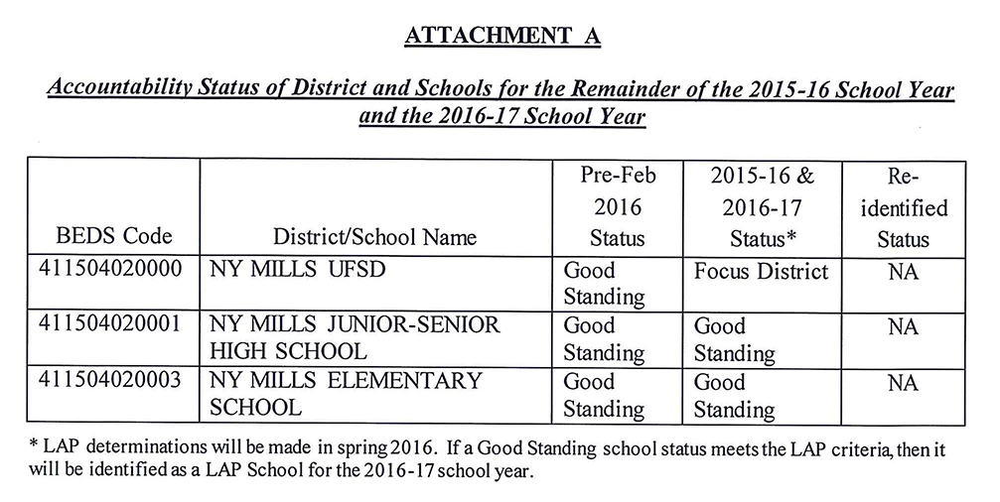 ATTACHMENT A
Accountability Status of District and Schools for the Remainder of the 2015-16 School Year
and the 2016-17 School Year
BEDS Code
District/School Name
Pre-Feb
2016
Status
2015-16 &
2016-17
Status*
Re-
identified
Status
411504020000
NY MILLS UFSD
Good
Standing
Focus District
NA
411504020001
NY MILLS JUNIOR-SENIOR
HIGH SCHOOL
Good
Standing
Good
Standing
NA
411504020003
NY MILLS ELEMENTARY
SCHOOL
Good
Standing
Good
Standing
NA
* LAP determinations will be made in spring 2016. If a Good Standing school status meets the LAP criteria, then it
will be identified as a LAP School for the 2016-17 school year.